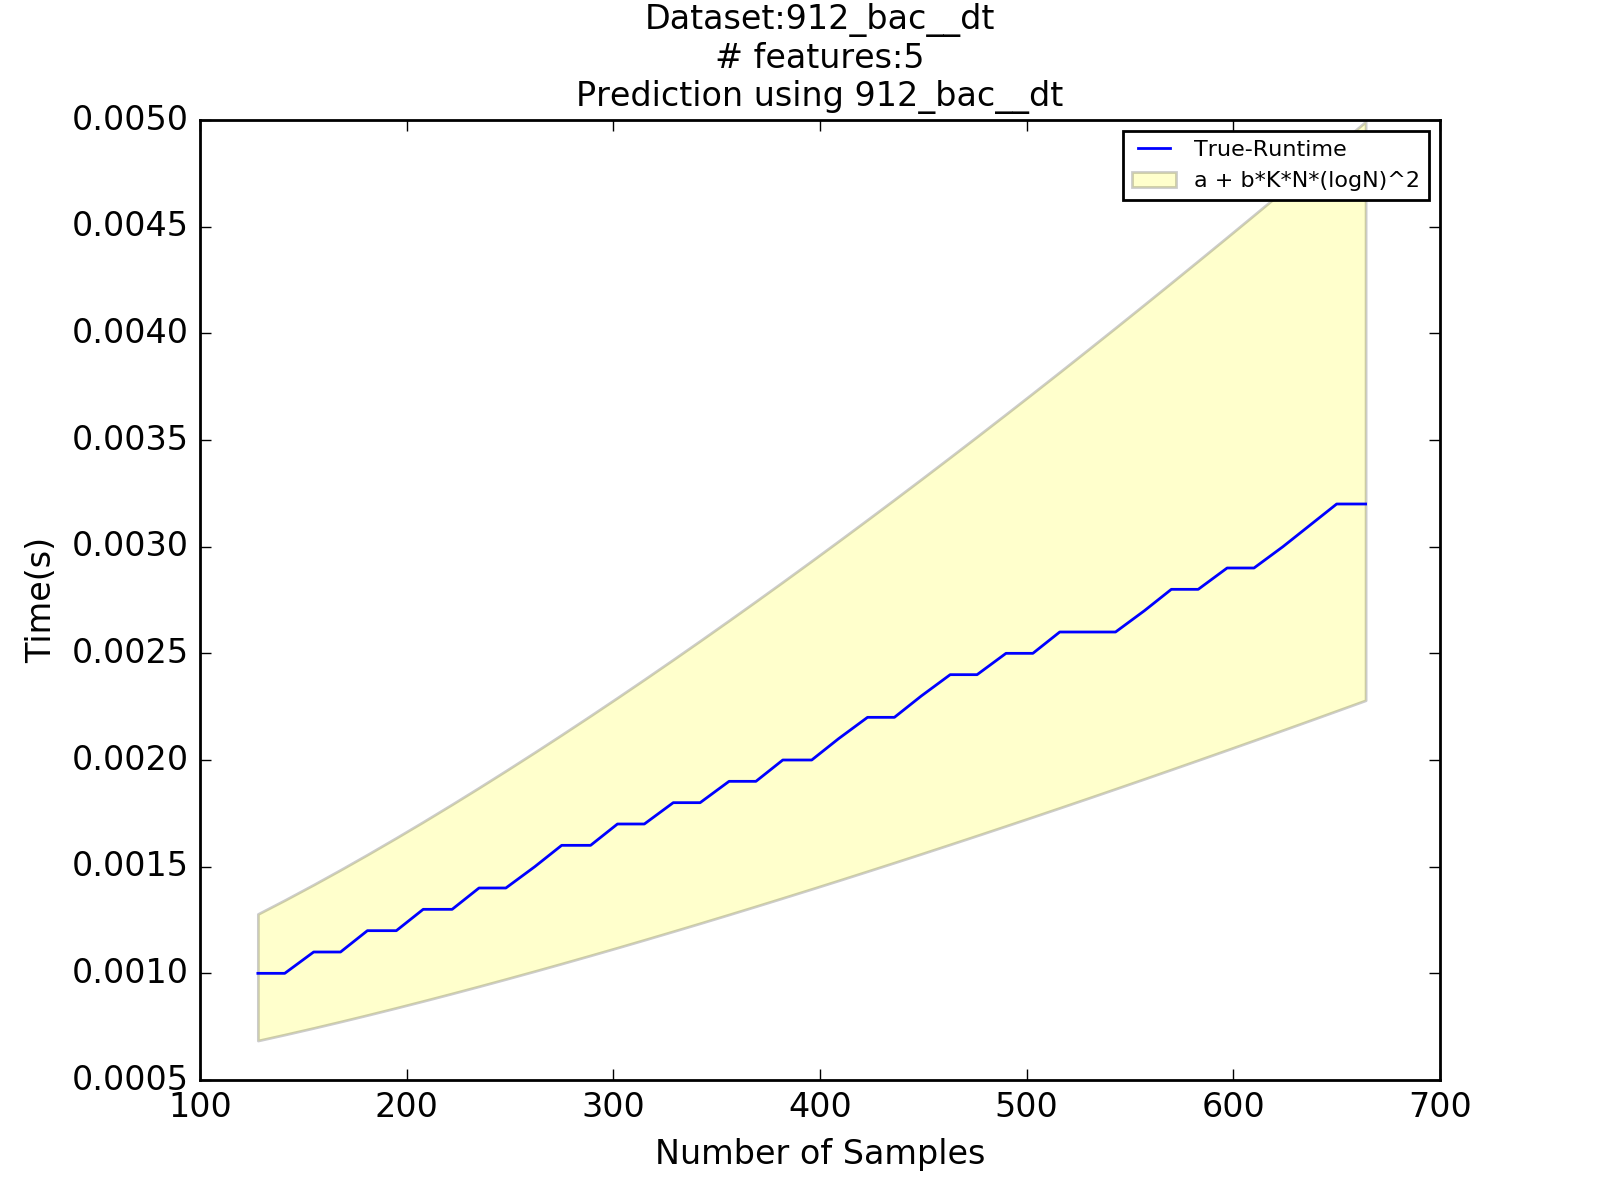 Dataset:912_bac__dt
# features:5
Prediction using 912_bac__dt
0.0050
0.0045
0.0040
0.0035
0.0030
0.0025
0.0020
0.0015
0.0010
0.0005
Time(s)
True-Runtime
a + b*K*N*(logN)^2
100 200 300 400 500 600 700
Number of Samples